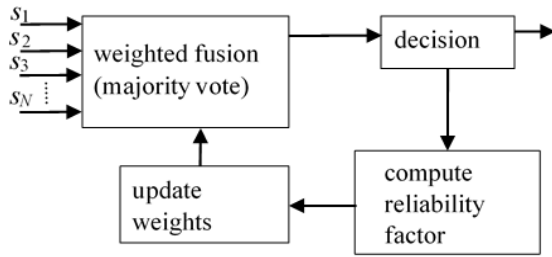 s1
s2
s3
sN
weighted fusion
(majority vote)
decision
update
weights
compute
reliability
factor